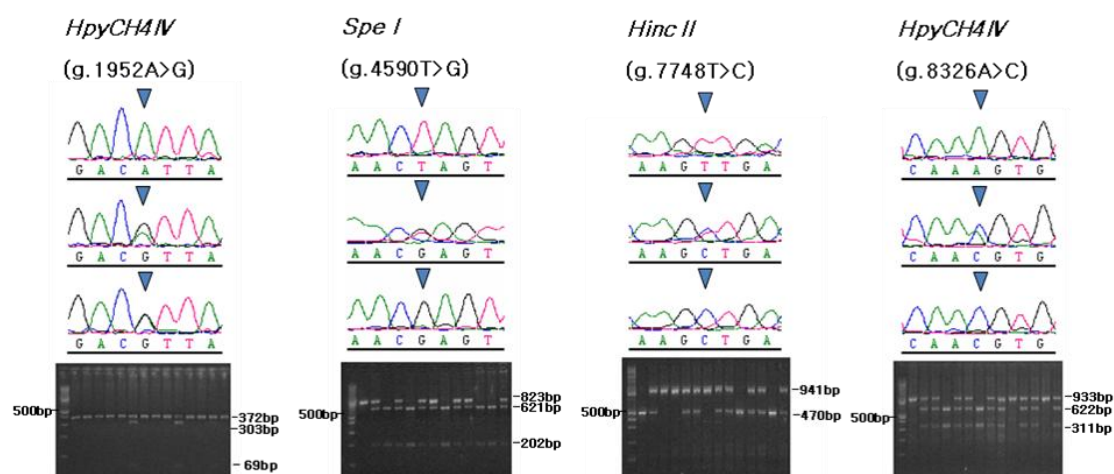 HpyCH4IV
(g.1952A>G)
G A C A T T A
G A C G T T A
G A C G T T A
500bp
372bp
303bp
69bp
Spe I
(g.4590T>G)
A A C T A G T
A A C G A G T
A A C G A G T
500bp
823bp
621bp
202bp
Hinc II
(g.7748T>C)
A A G T T G A
A A G C T G A
A A G C T G A
500bp
941bp
470bp
HpyCH4IV
(g.8326A>C)
C A A A G T G
C A A C G T G
C A A C G T G
500bp
933bp
622bp
311bp